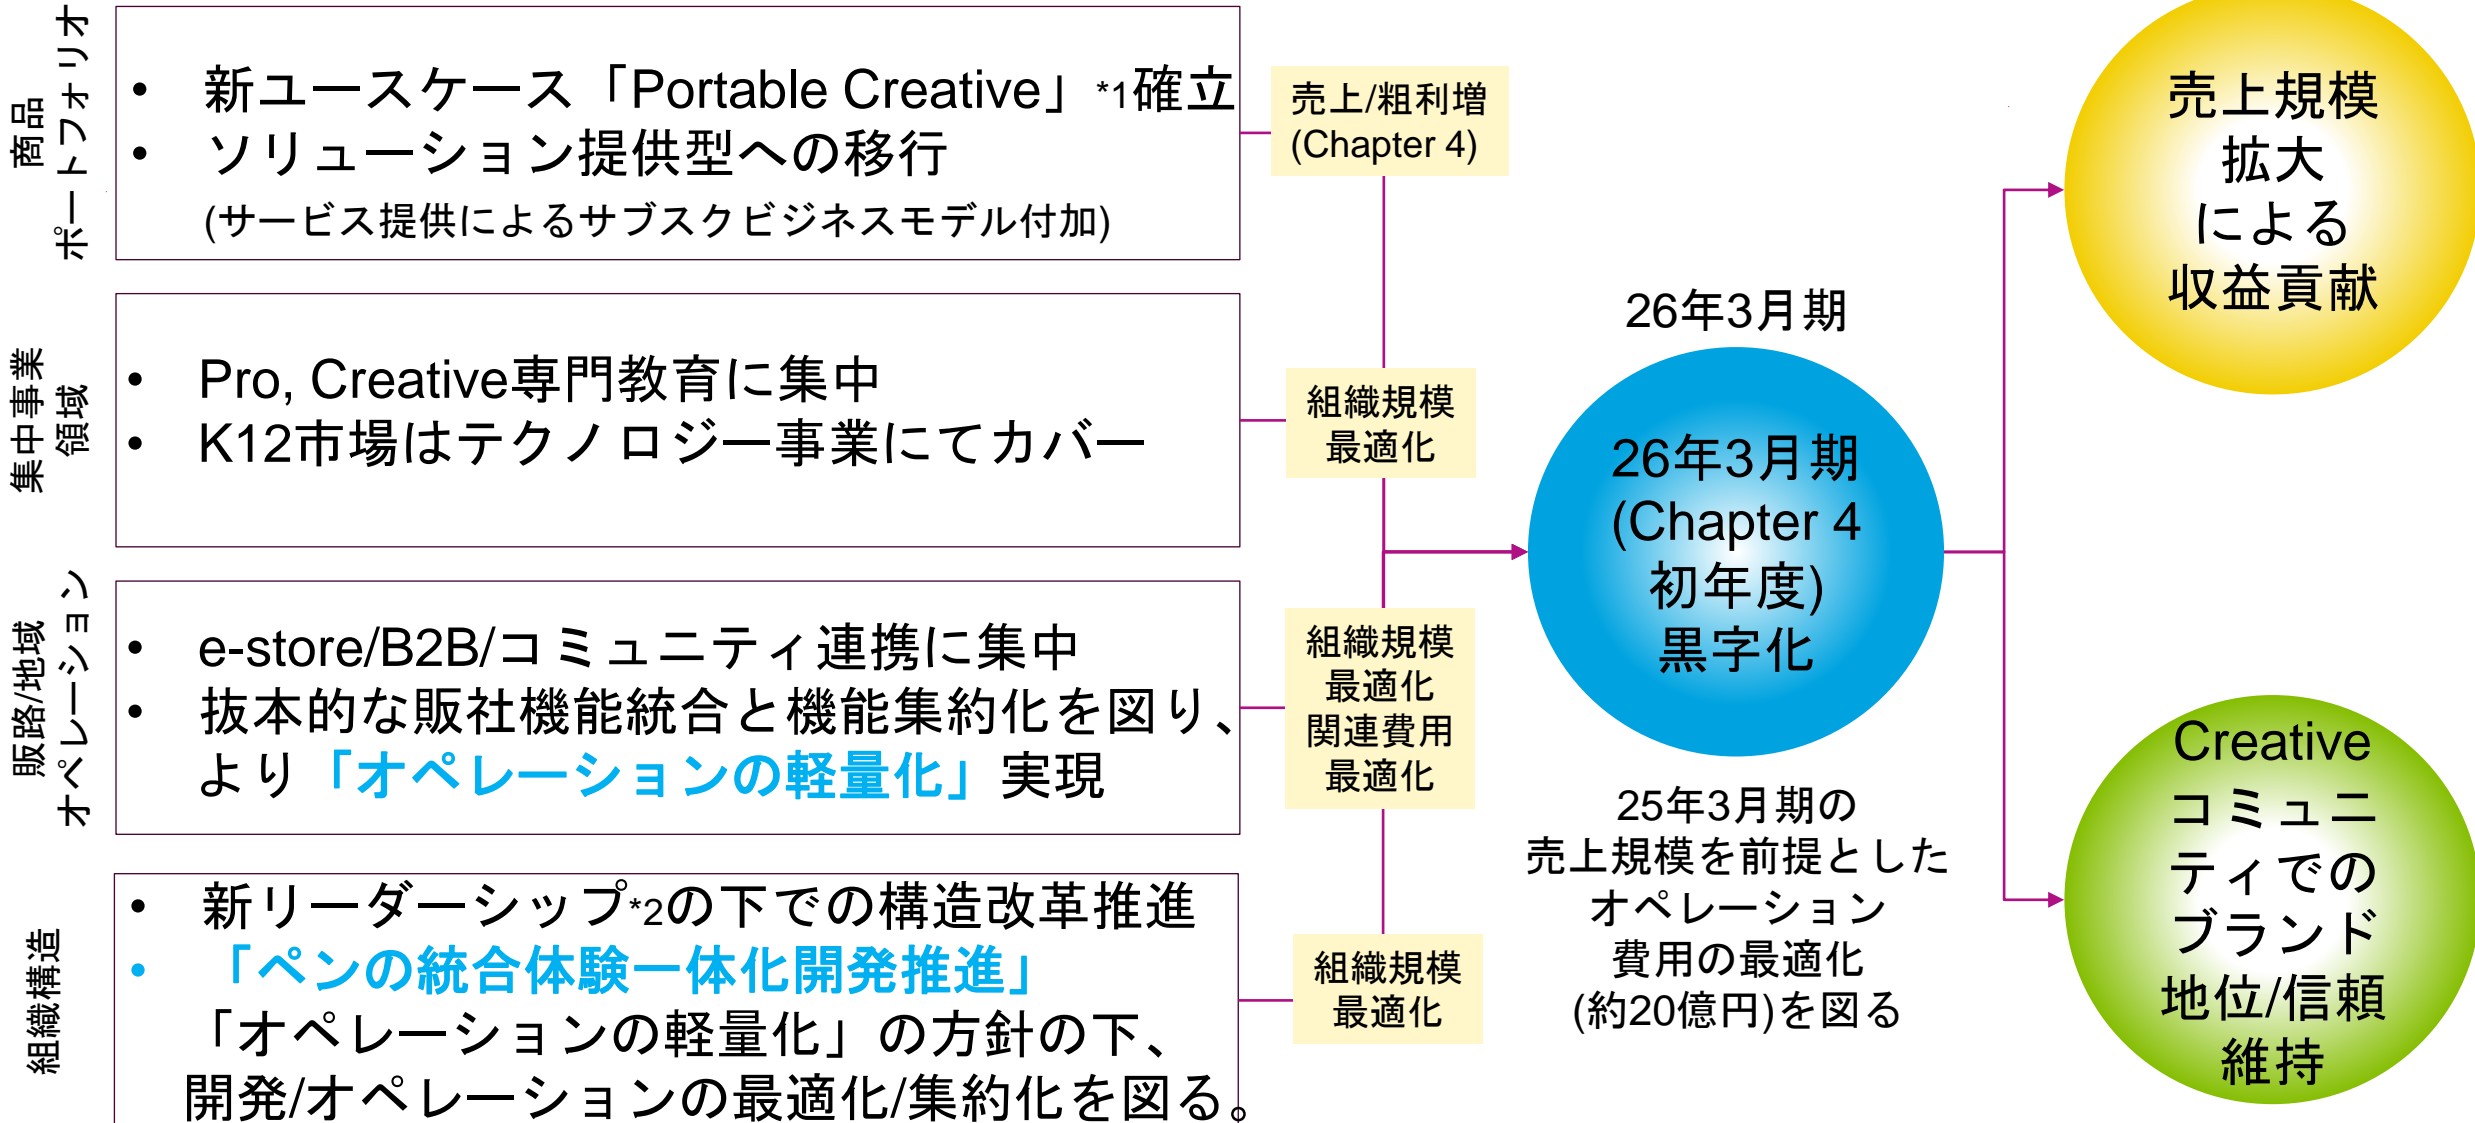 商品
ポートフォリオ
• 新ユースケース「Portable Creative」*1確立
• ソリューション提供型への移行
(サービス提供によるサブスクビジネスモデル付加)
売上/粗利増
(Chapter 4)
集中事業
領域
• Pro, Creative専門教育に集中
• K12市場はテクノロジー事業にてカバー
組織規模
最適化
販路/地域
オペレーション
• e-store/B2B/コミュニティ連携に集中
• 抜本的な販社機能統合と機能集約化を図り、
より「オペレーションの軽量化」実現
組織規模
最適化
関連費用
最適化
組織構造
• 新リーダーシップ*2の下での構造改革推進
• 「ペンの統合体験一体化開発推進」
「オペレーションの軽量化」の方針の下、
開発/オペレーションの最適化/集約化を図る。
組織規模
最適化
26年3月期
26年3月期
(Chapter 4
初年度)
黒字化
25年3月期の
売上規模を前提とした
オペレーション
費用の最適化
(約20億円)を図る
売上規模
拡大
による
収益貢献
Creative
コミュニ
ティでの
ブランド
地位/信頼
維持